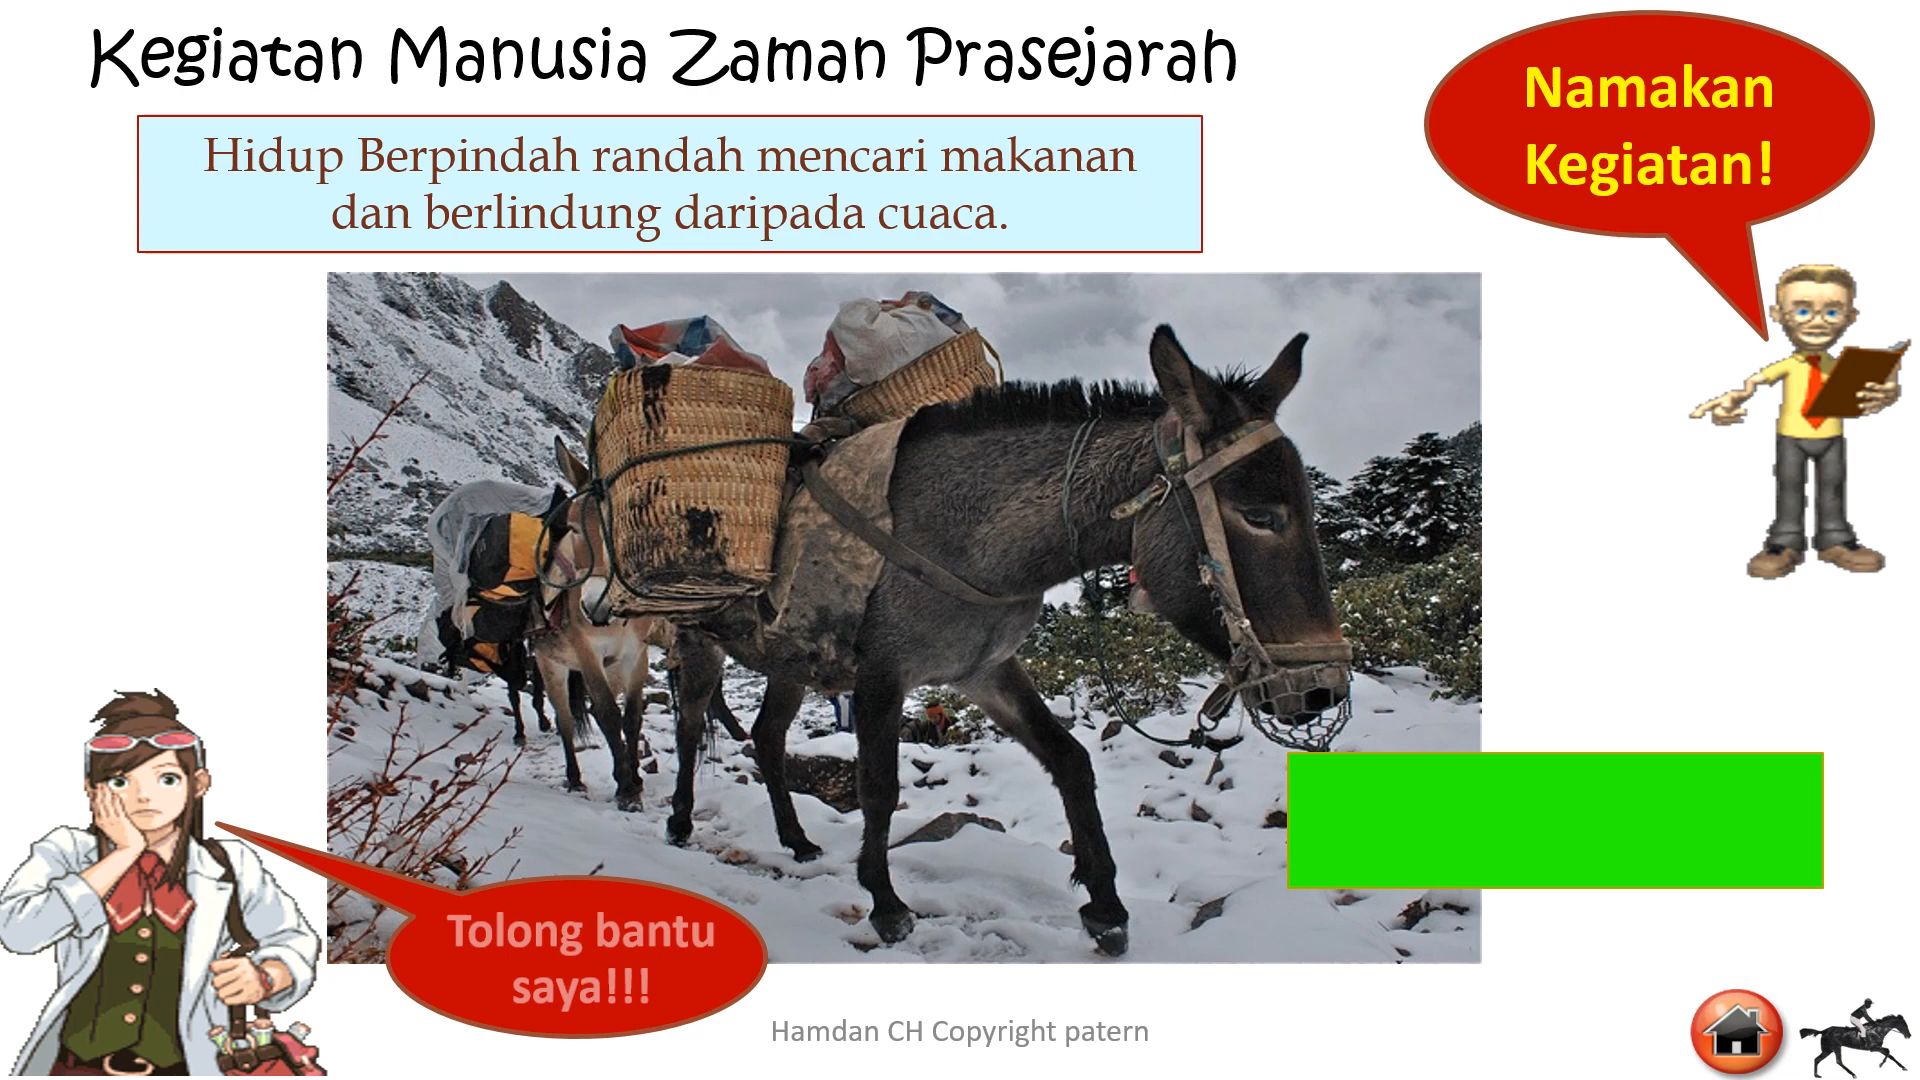 Kegiatan Manusia Zaman Prasejarah
Namakan
Kegiatan!
Hidup Berpindah randah mencari makanan
dan berlindung daripada cuaca.
Tolong bantu
saya!!!
Hamdan CH Copyright patern